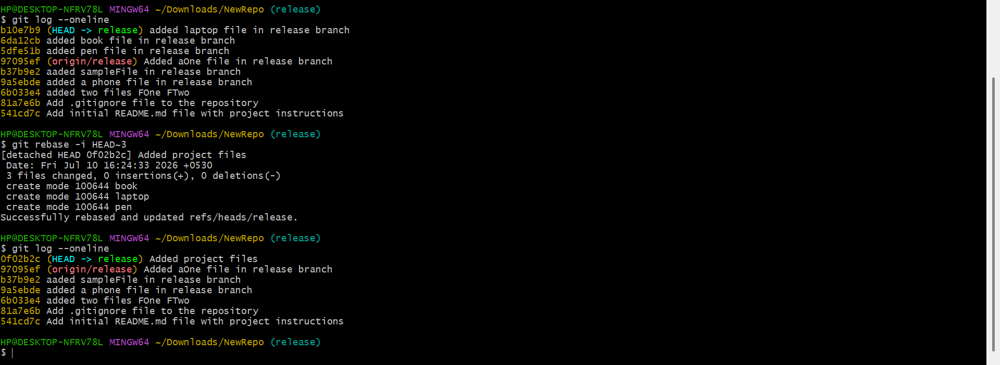 HP@DESKTOP-NFRV78L MINGW64 ~/Downloads/NewRepo (release)
$ git log --oneline
b10e7b9 (HEAD -> release) added laptop file in release branch
6da12cb added book file in release branch
5dfe51b added pen file in release branch
97095ef (origin/release) Added aOne file in release branch
b37b9e2 aaded sampleFile in release branch
9a5ebde added a phone file in release branch
6b033e4 added two files FOne FTwo
81a7e6b Add .gitignore file to the repository
541cd7c Add initial README.md file with project instructions
HP@DESKTOP-NFRV78L MINGW64 ~/Downloads/NewRepo (release)
$ git rebase -i HEAD~3
[detached HEAD 0f02b2c] Added project files
Date: Fri Jul 10 16:24:33 2026 +0530
3 files changed, 0 insertions(+), 0 deletions(-)
create mode 100644 book
create mode 100644 laptop
create mode 100644 pen
Successfully rebased and updated refs/heads/release.
HP@DESKTOP-NFRV78L MINGW64 ~/Downloads/NewRepo (release)
$ git log --oneline
0f02b2c (HEAD -> release) Added project files
97095ef (origin/release) Added aOne file in release branch
b37b9e2 aaded sampleFile in release branch
9a5ebde added a phone file in release branch
6b033e4 added two files FOne FTwo
81a7e6b Add .gitignore file to the repository
541cd7c Add initial README.md file with project instructions
HP@DESKTOP-NFRV78L MINGW64 ~/Downloads/NewRepo (release)
$